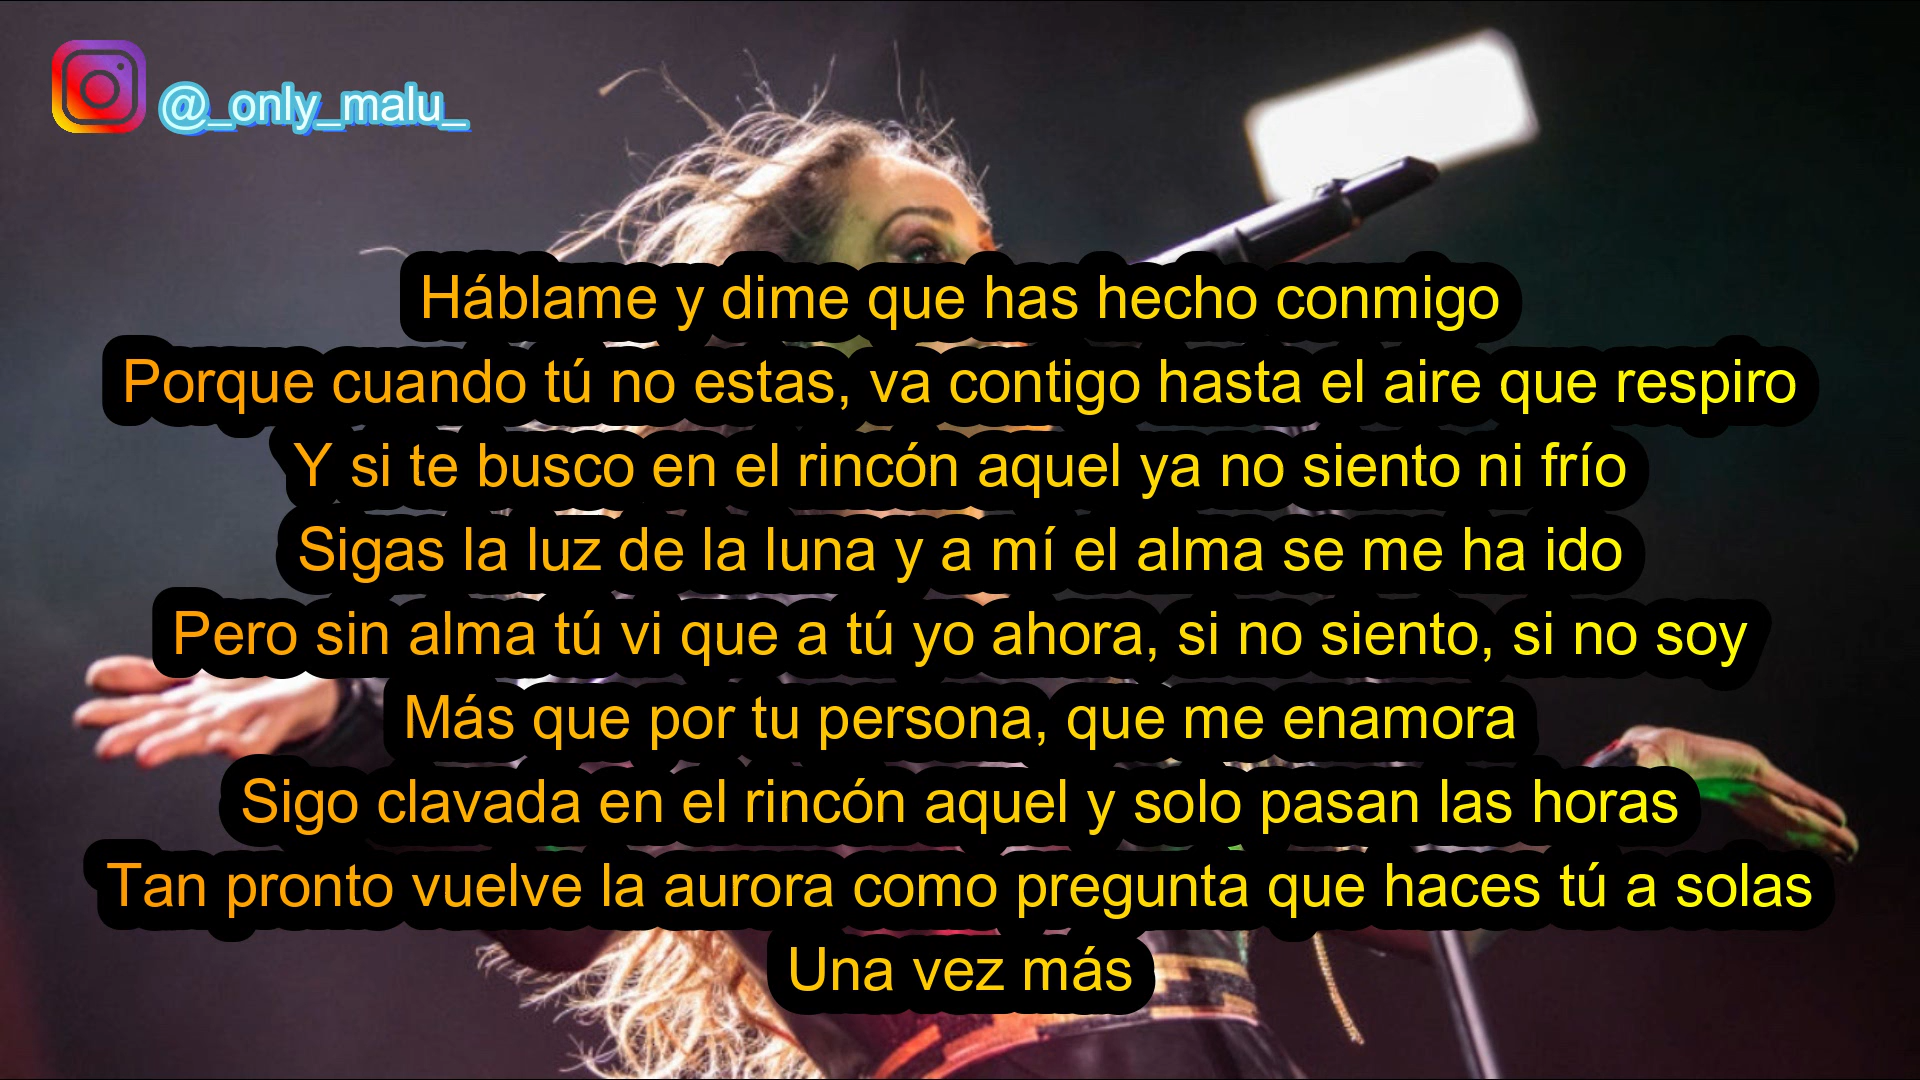 @_only_malu_
Háblame y dime que has hecho conmigo
Porque cuando tú no estas, va contigo hasta el aire que respiro
Y si te busco en el rincón aquel ya no siento ni frío
Sigas la luz de la luna y a mí el alma se me ha ido
Pero sin alma tú vi que a tú yo ahora, si no siento, si no soy
Más que por tu persona, que me enamora
Sigo clavada en el rincón aquel y solo pasan las horas
Tan pronto vuelve la aurora como pregunta que haces tú a solas
Una vez más